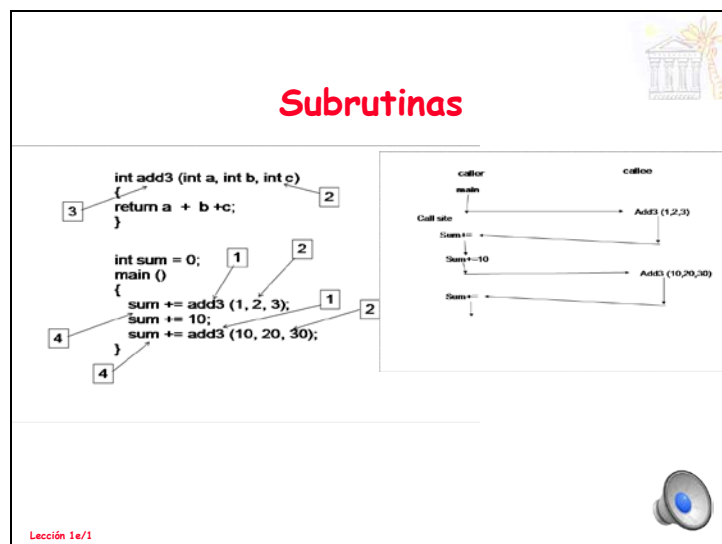 Subrutinas
int add3 (int a, int b, int c)
{
return a + b +c;
}
3
2
int sum = 0;
main ()
{
sum += add3 (1, 2, 3);
sum += 10;
sum += add3 (10, 20, 30);
}
1
2
1
2
4
4
caller
callee
main
Call site
Add3 (1,2,3)
Sum+=
Sum+=10
Add3 (10,20,30)
Sum+=
Lección 1e/1